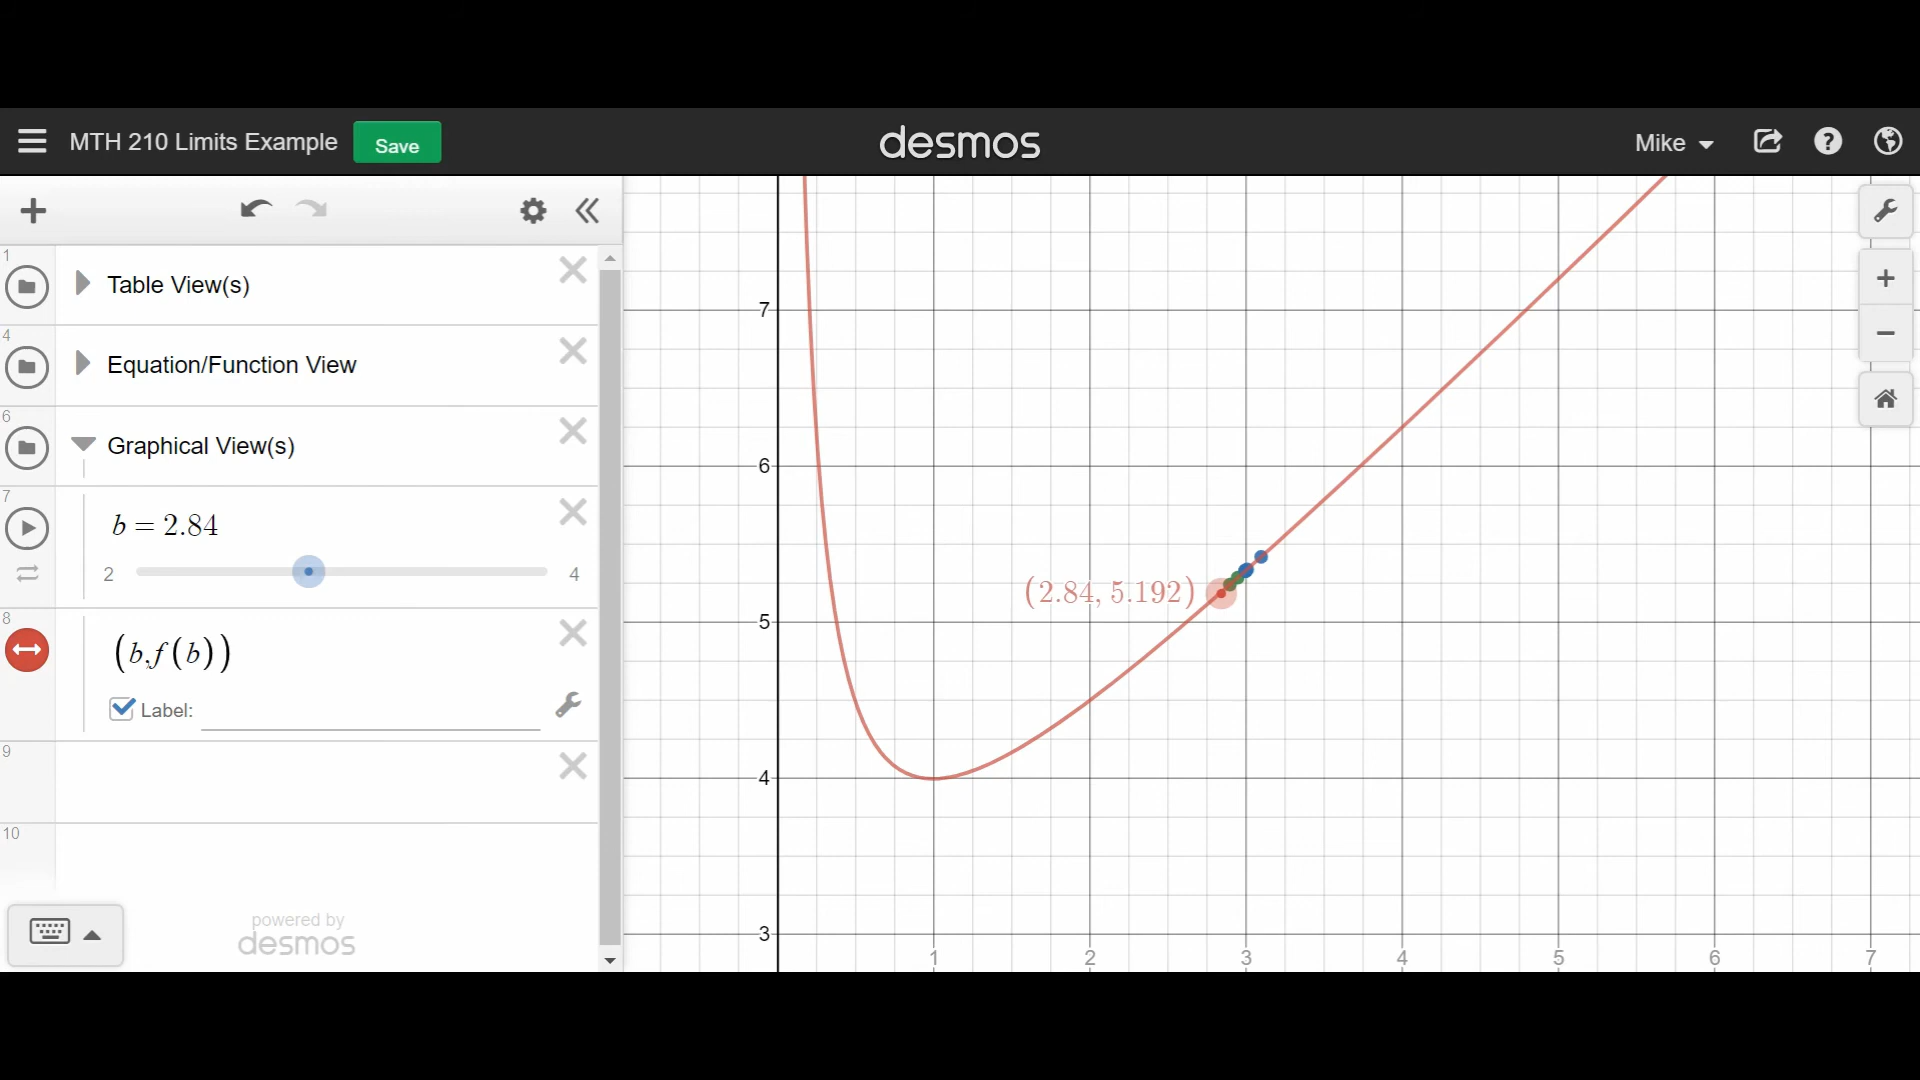 MTH 210 Limits Example
Save
desmos
Mike
1
Table View(s)
4
Equation/Function View
6
Graphical View(s)
7
b = 2.84
2
4
8
(b,f(b))
Label:
9
10
powered by
desmos
7
6
5
4
3
(2.84, 5.192)
1 2 3 4 5 6 7